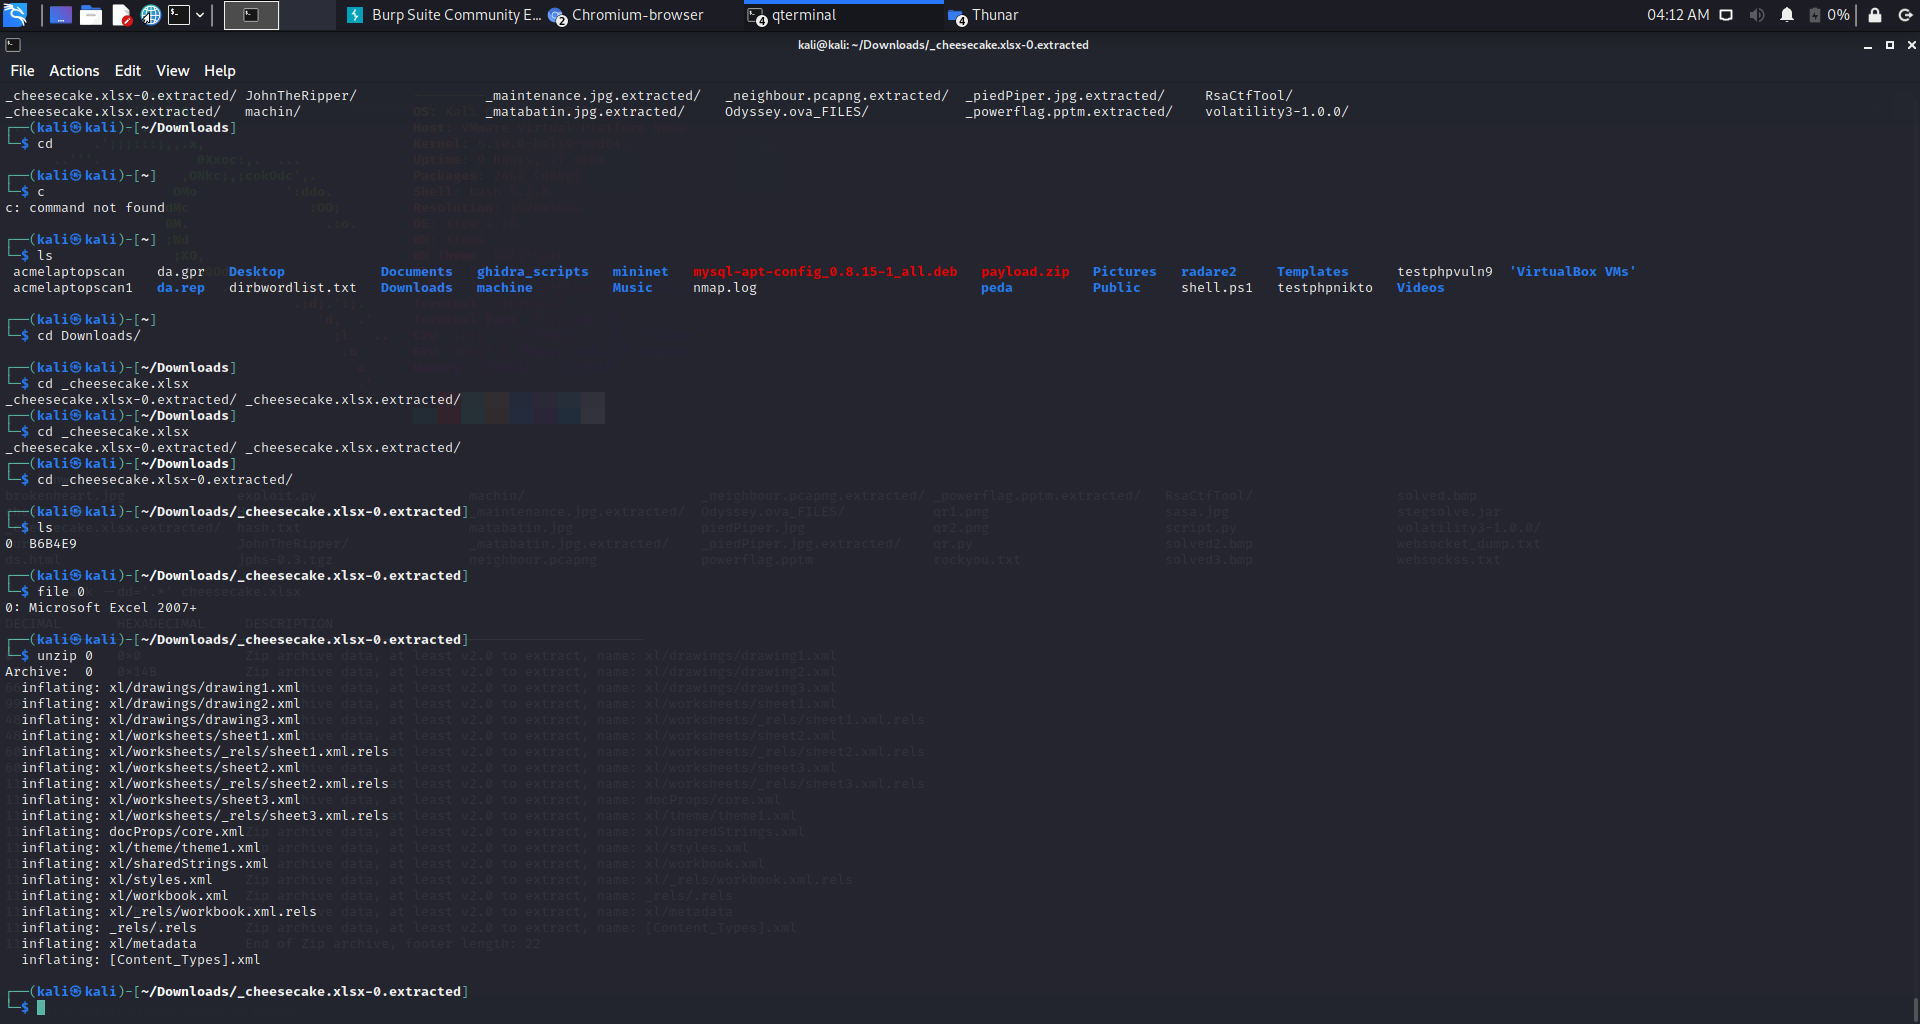 Burp Suite Community E... 2 Chromium-browser 4 qterminal 4 Thunar 04:12 AM 0%
kali@kali: ~/Downloads/_cheesecake.xlsx-0.extracted
File Actions Edit View Help
_cheesecake.xlsx-0.extracted/ JohnTheRipper/ _maintenance.jpg.extracted/ _neighbour.pcapng.extracted/ _piedPiper.jpg.extracted/ RsaCtfTool/
_cheesecake.xlsx.extracted/ machin/ _matabatin.jpg.extracted/ Odyssey.ova_FILES/ _powerflag.pptm.extracted/ volatility3-1.0.0/
┌──(kali㉿kali)-[~/Downloads]
└─$ cd
┌──(kali㉿kali)-[~]
└─$ c
c: command not found
┌──(kali㉿kali)-[~]
└─$ ls
acmelaptopscan da.gpr Desktop Documents ghidra_scripts mininet mysql-apt-config_0.8.15-1_all.deb payload.zip Pictures radare2 Templates testphpvuln9 'VirtualBox VMs'
acmelaptopscan1 da.rep dirbwordlist.txt Downloads machine Music nmap.log peda Public shell.ps1 testphpnikto Videos
┌──(kali㉿kali)-[~]
└─$ cd Downloads/
┌──(kali㉿kali)-[~/Downloads]
└─$ cd _cheesecake.xlsx
_cheesecake.xlsx-0.extracted/ _cheesecake.xlsx.extracted/
┌──(kali㉿kali)-[~/Downloads]
└─$ cd _cheesecake.xlsx
_cheesecake.xlsx-0.extracted/ _cheesecake.xlsx.extracted/
┌──(kali㉿kali)-[~/Downloads]
└─$ cd _cheesecake.xlsx-0.extracted/
┌──(kali㉿kali)-[~/Downloads/_cheesecake.xlsx-0.extracted]
└─$ ls
0 B6B4E9
┌──(kali㉿kali)-[~/Downloads/_cheesecake.xlsx-0.extracted]
└─$ file 0
0: Microsoft Excel 2007+
┌──(kali㉿kali)-[~/Downloads/_cheesecake.xlsx-0.extracted]
└─$ unzip 0
Archive: 0
inflating: xl/drawings/drawing1.xml
inflating: xl/drawings/drawing2.xml
inflating: xl/drawings/drawing3.xml
inflating: xl/worksheets/sheet1.xml
inflating: xl/worksheets/_rels/sheet1.xml.rels
inflating: xl/worksheets/sheet2.xml
inflating: xl/worksheets/_rels/sheet2.xml.rels
inflating: xl/worksheets/sheet3.xml
inflating: xl/worksheets/_rels/sheet3.xml.rels
inflating: docProps/core.xml
inflating: xl/theme/theme1.xml
inflating: xl/sharedStrings.xml
inflating: xl/styles.xml
inflating: xl/workbook.xml
inflating: xl/_rels/workbook.xml.rels
inflating: _rels/.rels
inflating: xl/metadata
inflating: [Content_Types].xml
┌──(kali㉿kali)-[~/Downloads/_cheesecake.xlsx-0.extracted]
└─$